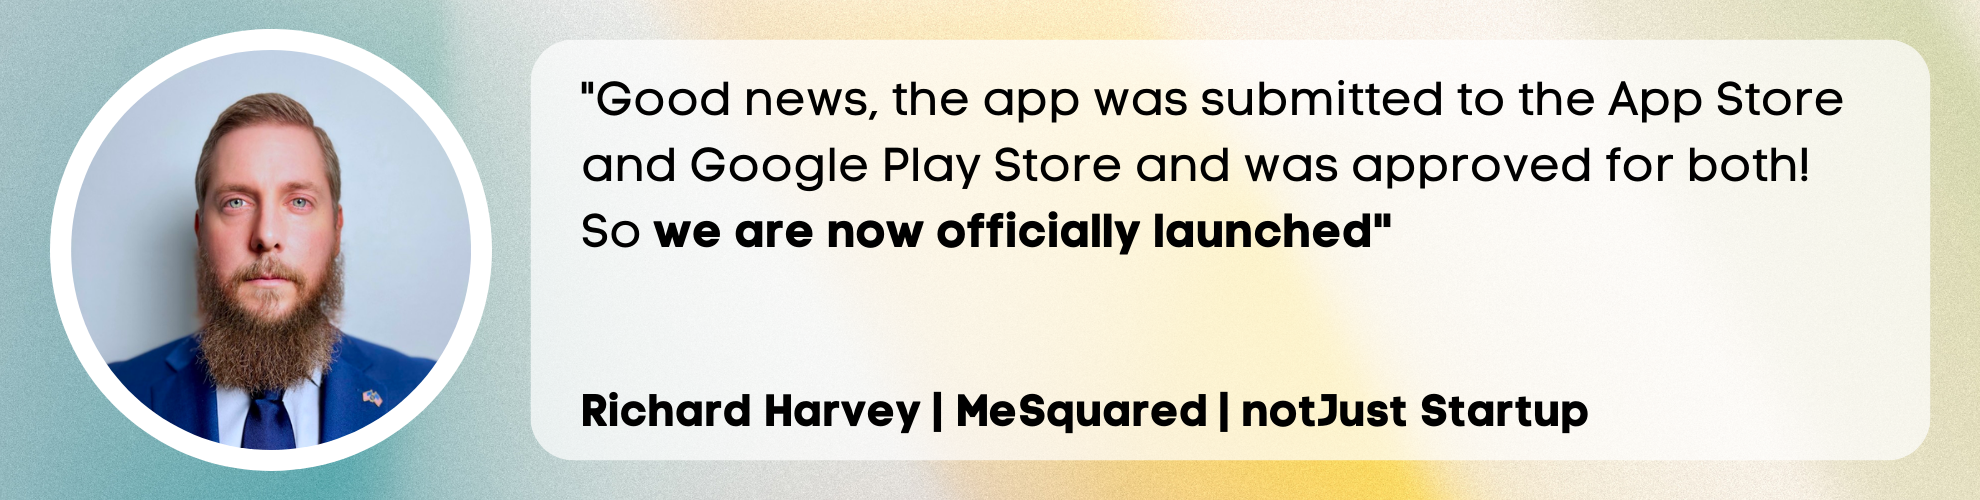 "Good news, the app was submitted to the App Store
and Google Play Store and was approved for both!
So we are now officially launched"
Richard Harvey | MeSquared | notJust Startup